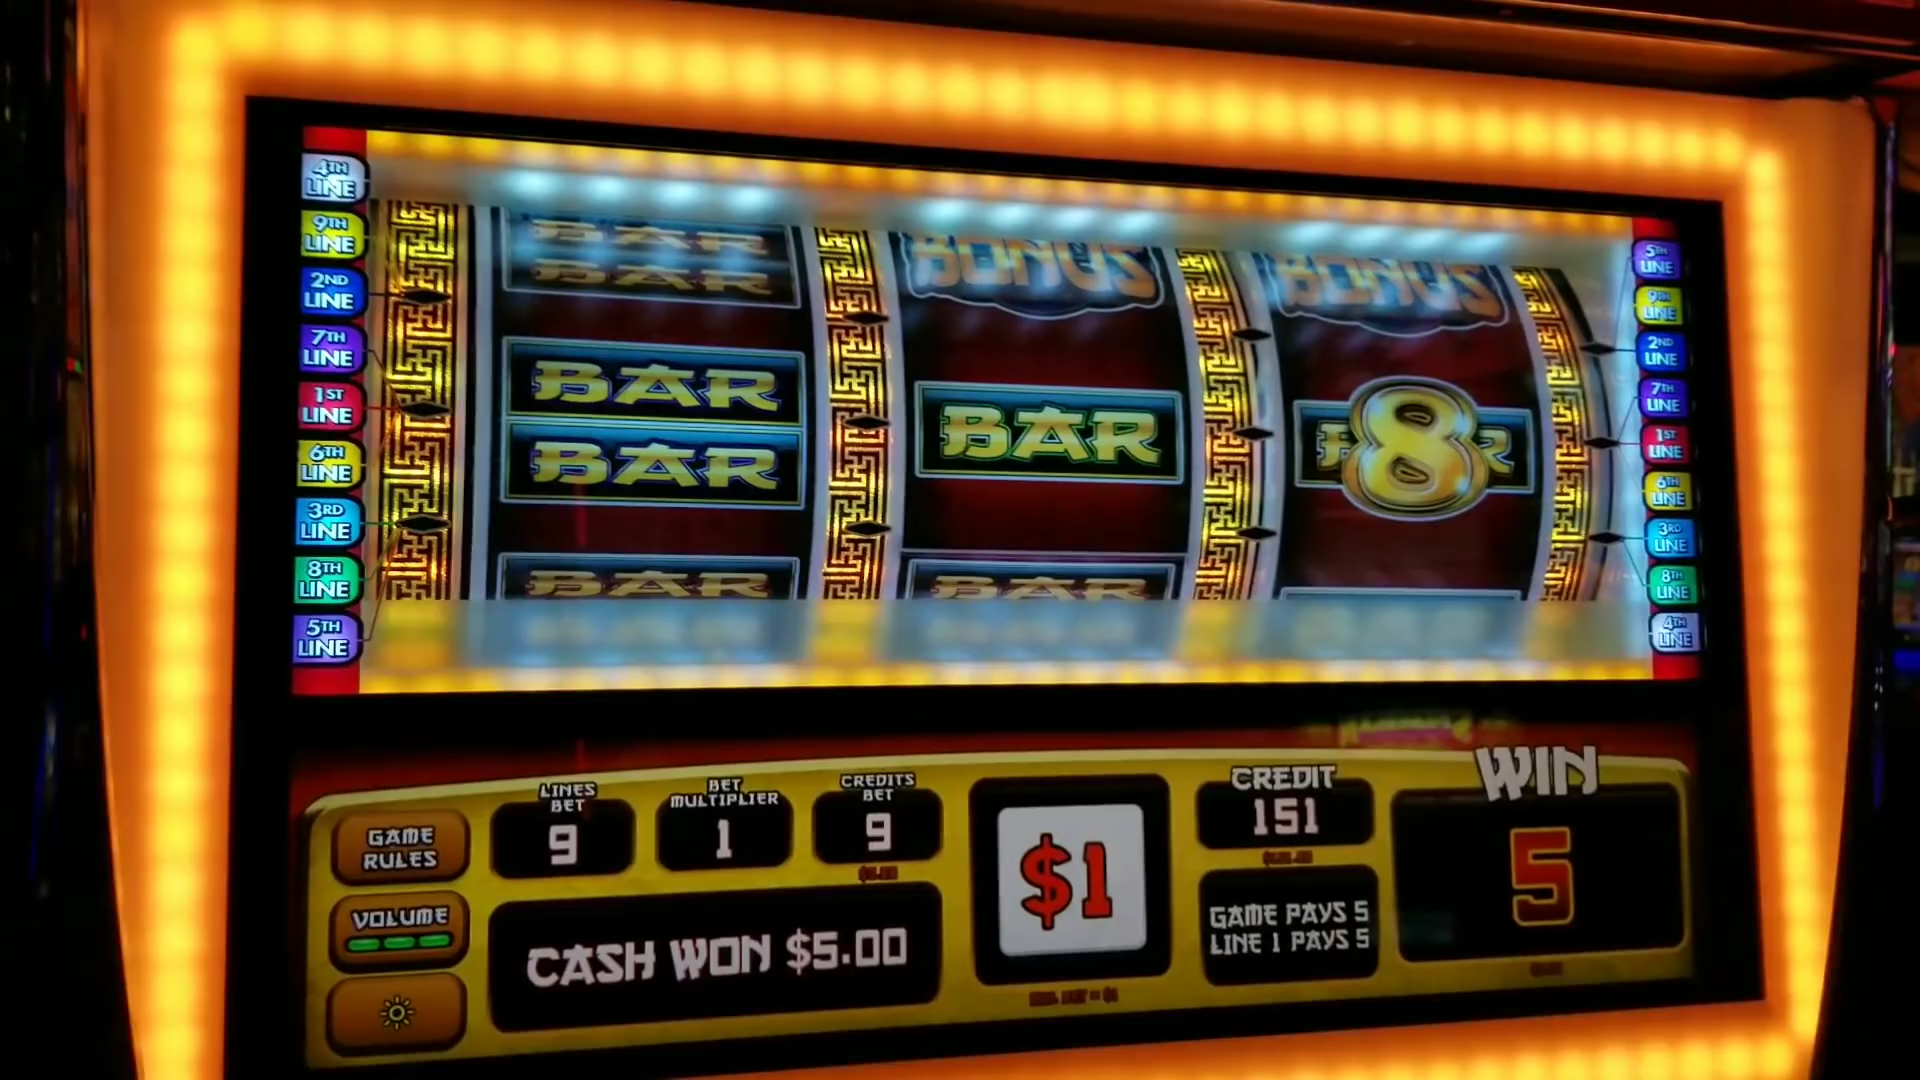 4TH LINE
9TH LINE
2ND LINE
7TH LINE
1ST LINE
6TH LINE
3RD LINE
8TH LINE
5TH LINE
BAR
BAR
BAR
BAR
BAR
BONUS
BAR
BAR
BONUS
8
5TH LINE
9TH LINE
2ND LINE
7TH LINE
1ST LINE
6TH LINE
3RD LINE
8TH LINE
4TH LINE
GAME
RULES
VOLUME
LINES
BET
9
BET
MULTIPLIER
1
CREDITS
BET
9
CASH WON $5.00
$1
CREDIT
151
GAME PAYS 5
LINE 1 PAYS 5
WIN
5